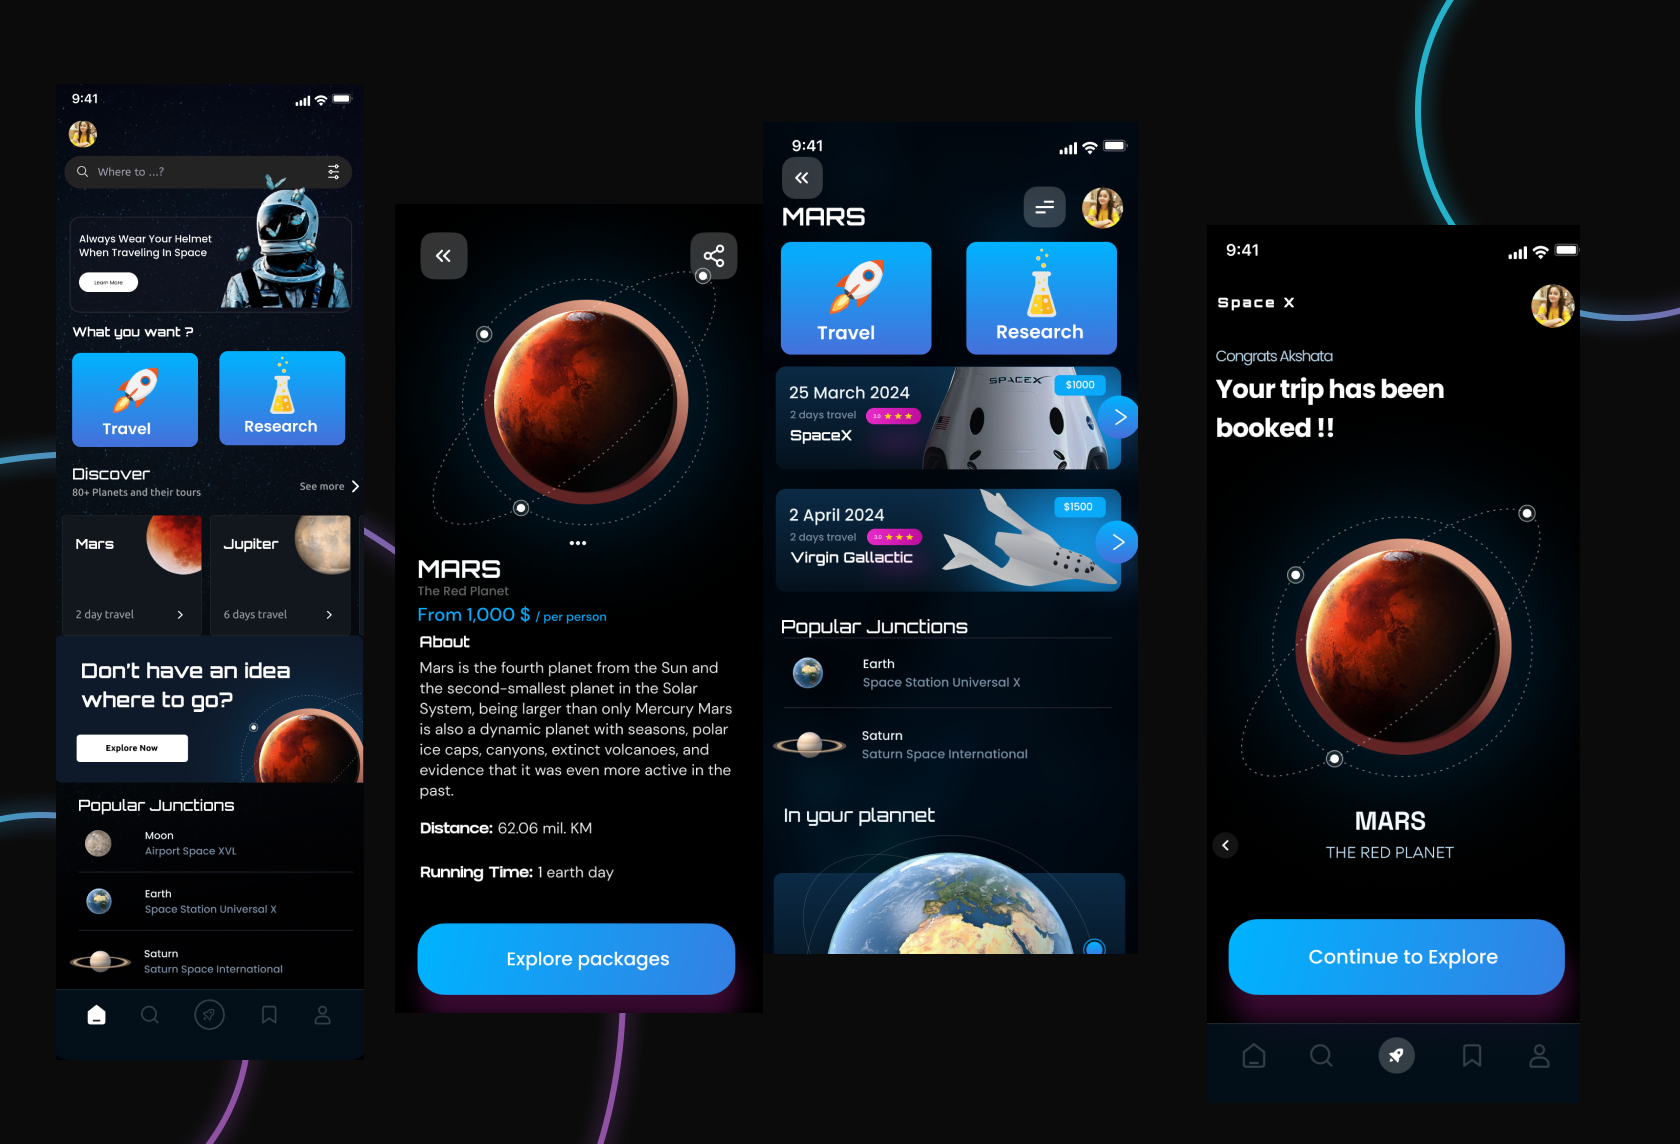 9:41
Where to ...?
Always Wear Your Helmet
When Traveling In Space
Learn More
What you want ?
Travel
Research
Discover
80+ Planets and their tours
See more
Mars
2 day travel
Jupiter
6 days travel
Don't have an idea
where to go?
Explore Now
Popular Junctions
Moon
Airport Space XVL
Earth
Space Station Universal X
Saturn
Saturn Space International
MARS
The Red Planet
From 1,000 $ / per person
About
Mars is the fourth planet from the Sun and
the second-smallest planet in the Solar
System, being larger than only Mercury Mars
is also a dynamic planet with seasons, polar
ice caps, canyons, extinct volcanoes, and
evidence that it was even more active in the
past.
Distance: 62.06 mil. KM
Running Time: 1 earth day
Explore packages
9:41
MARS
Travel
Research
25 March 2024
2 days travel
3.0
SpaceX
SPACEX
$1000
2 April 2024
2 days travel
3.0
Virgin Gallactic
$1500
Popular Junctions
Earth
Space Station Universal X
Saturn
Saturn Space International
In your plannet
9:41
Space X
Congrats Akshata
Your trip has been
booked !!
MARS
THE RED PLANET
Continue to Explore